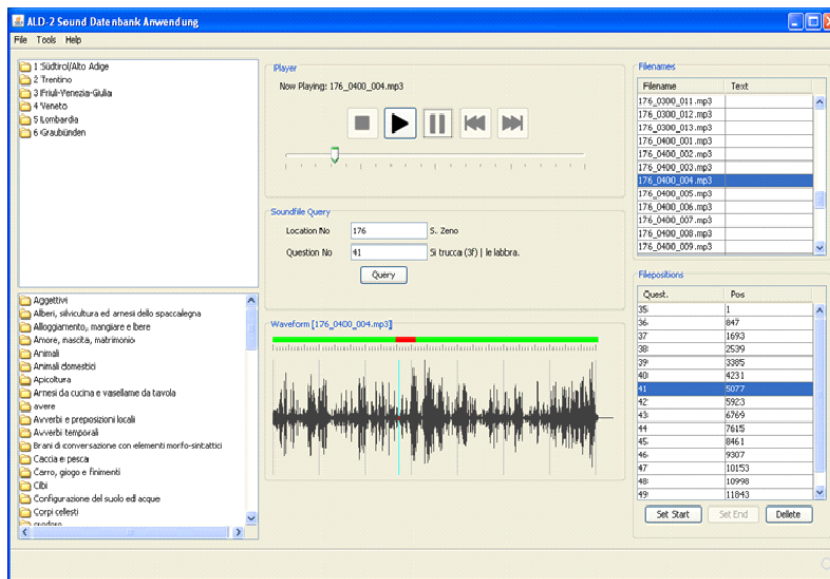 ALD-2 Sound Datenbank Anwendung
File Tools Help
1 Südtirol/Alto Adige
2 Trentino
3 Friuli-Venezia-Giulia
4 Veneto
5 Lombardia
6 Graubünden
Aggettivi
Alberi, silvicultura ed arnesi dello spaccalegna
Alloggiamento, mangiare e bere
Amore, nascita, matrimonio
Animali
Animali domestici
Apicoltura
Arnesi da cucina e vasellame da tavola
avere
Avverbi e preposizioni locali
Avverbi temporali
Brani di conversazione con elementi morfo-sintattici
Caccia e pesca
Carro, giogo e finimenti
Cibi
Configurazione del suolo ed acque
Corpi celesti
Player
Now Playing: 176_0400_004.mp3
Soundfile Query
Location No 176 S. Zeno
Question No 41 Si trucca (3f) | le labbra.
Query
Waveform [176_0400_004.mp3]
Filenames
Filename Text
176_0300_011.mp3
176_0300_012.mp3
176_0300_013.mp3
176_0400_001.mp3
176_0400_002.mp3
176_0400_003.mp3
176_0400_004.mp3
176_0400_005.mp3
176_0400_006.mp3
176_0400_007.mp3
176_0400_008.mp3
176_0400_009.mp3
Filepositions
Quest. Pos
35 1
36 847
37 1693
38 2539
39 3385
40 4231
41 5077
42 5923
43 6769
44 7615
45 8461
46 9307
47 10153
48 10998
49 11843
Set Start Set End Delete